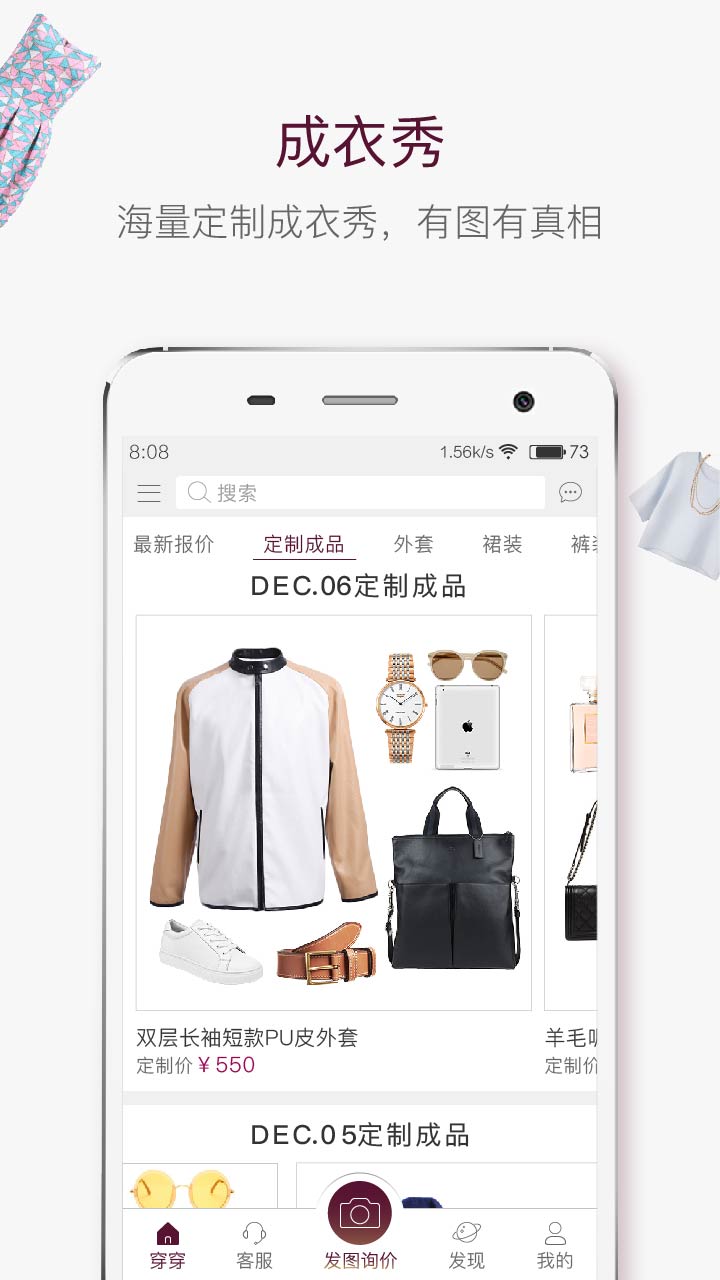 成衣秀
海量定制成衣秀，有图有真相
8:08
1.56k/s
73
搜索
最新报价 定制成品 外套 裙装 裤
DEC.06定制成品
双层长袖短款PU皮外套
定制价 ¥ 550
羊毛
定制价
DEC.05定制成品
穿穿 客服 发图询价 发现 我的